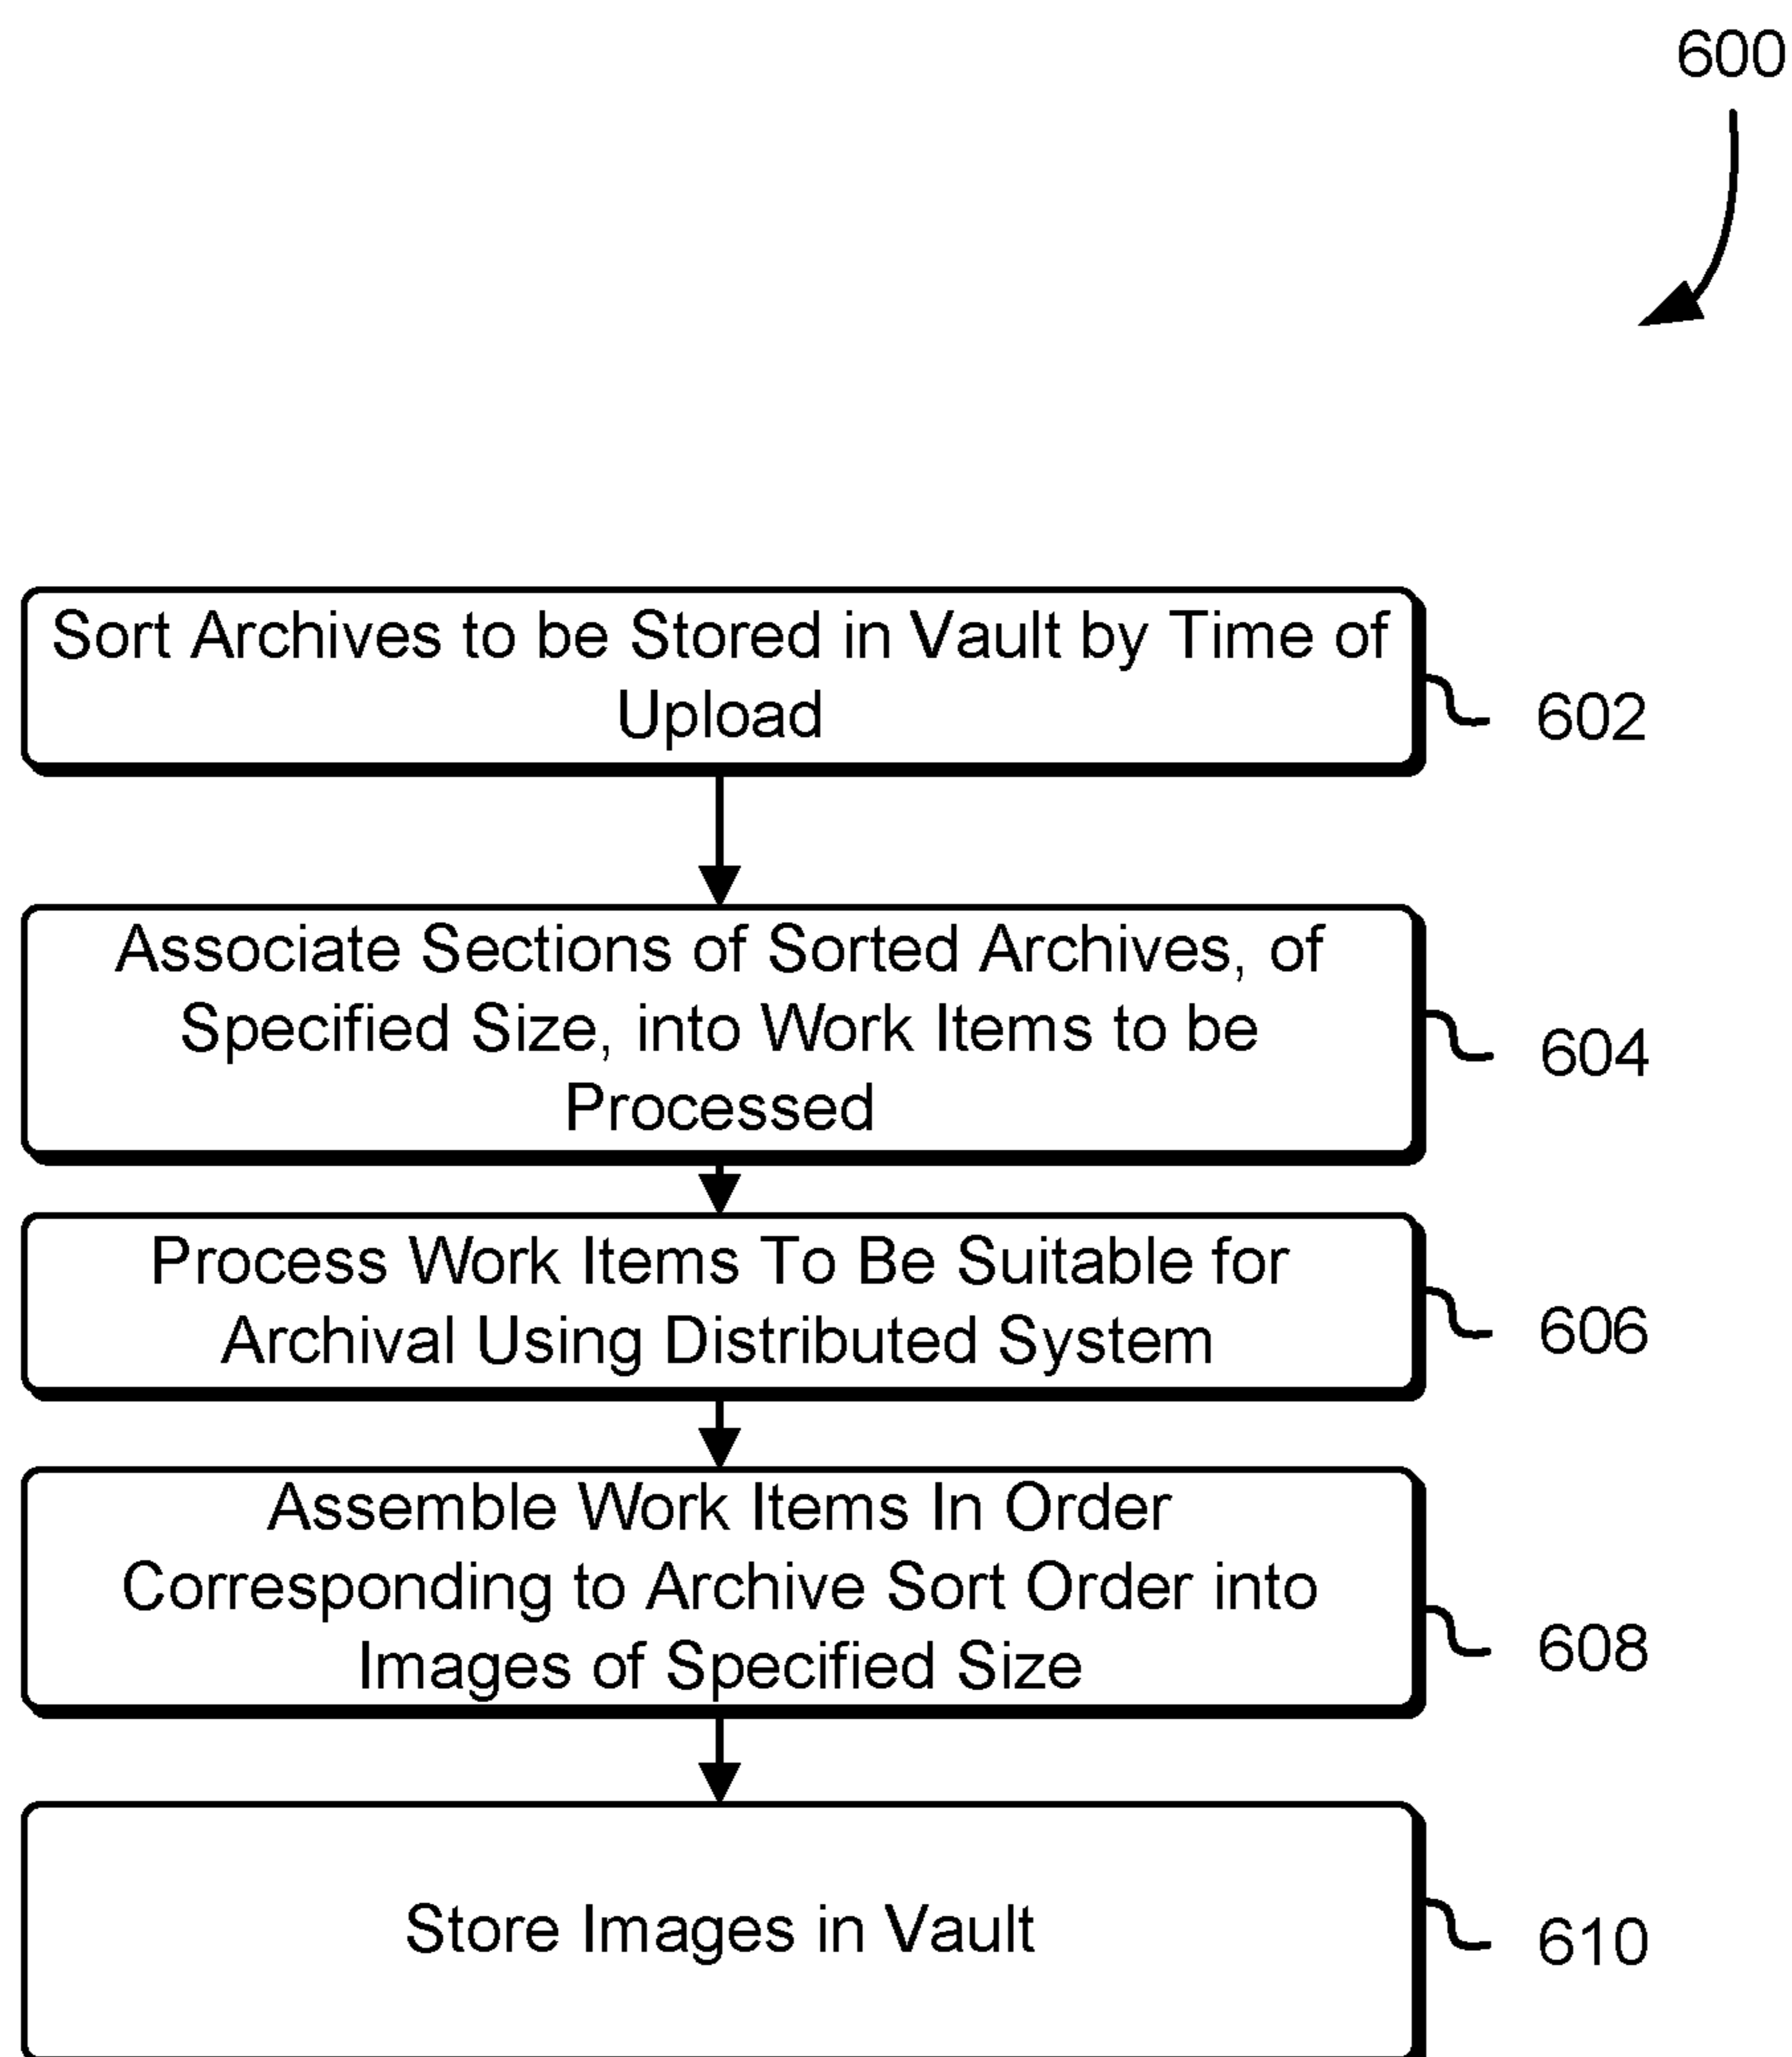 600
Sort Archives to be Stored in Vault by Time of
Upload
602
Associate Sections of Sorted Archives, of
Specified Size, into Work Items to be
Processed
604
Process Work Items To Be Suitable for
Archival Using Distributed System
606
Assemble Work Items In Order
Corresponding to Archive Sort Order into
Images of Specified Size
608
Store Images in Vault
610